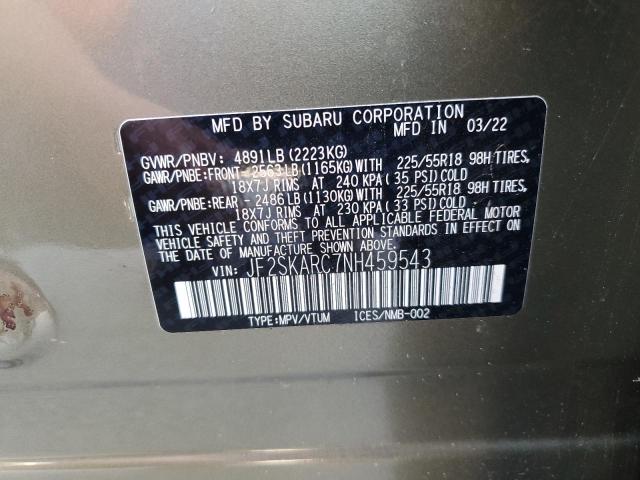 MFD BY SUBARU CORPORATION
MFD IN 03/22
GVWR/PNBV: 4891LB(2223KG)
GAWR/PNBE:FRONT-2563LB(1165KG)WITH 225/55R18 98H TIRES,
18X7J RIMS AT 240 KPA(35 PSI)COLD
GAWR/PNBE:REAR -2486LB(1130KG)WITH 225/55R18 98H TIRES,
18X7J RIMS AT 230 KPA(33 PSI)COLD
THIS VEHICLE CONFORMS TO ALL APPLICABLE FEDERAL MOTOR
VEHICLE SAFETY AND THEFT PREVENTION STANDARDS IN EFFECT
ON THE DATE OF MANUFACTURE SHOWN ABOVE.
VIN: JF2SKARC7NH459543
TYPE:MPV/VTUM ICES/NMB-002